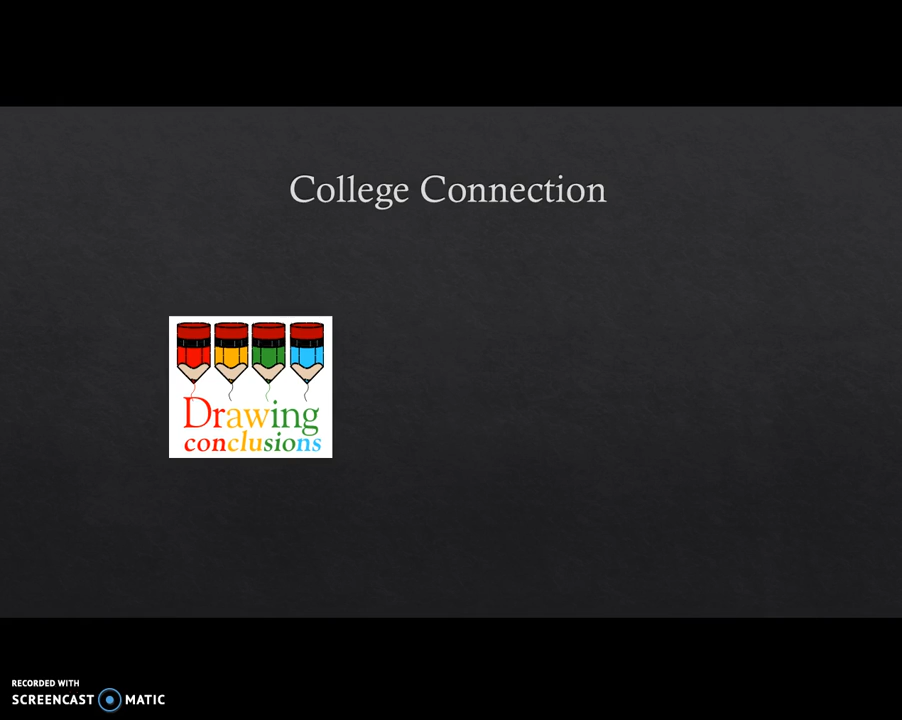 College Connection
Drawing
conclusions
RECORDED WITH
SCREENCAST MATIC